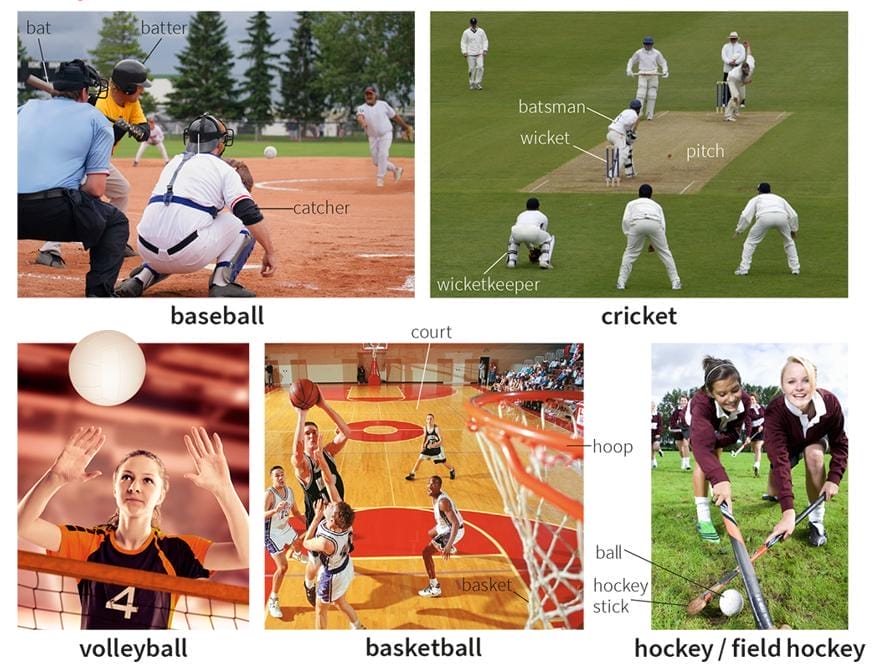 bat
batter
catcher
baseball
batsman
wicket
pitch
wicketkeeper
cricket
4
volleyball
court
hoop
basket
basketball
ball
hockey
stick
hockey / field hockey